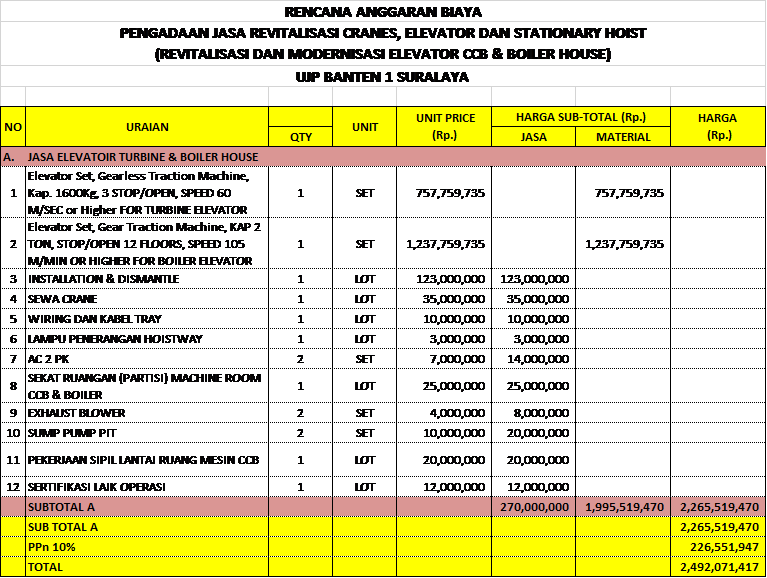 RENCANA ANGGARAN BIAYA
PENGADAAN JASA REVITALISASI CRANES, ELEVATOR DAN STATIONARY HOIST
(REVITALISASI DAN MODERNISASI ELEVATOR CCB & BOILER HOUSE)
UJP BANTEN 1 SURALAYA
NO URAIAN QTY UNIT UNIT PRICE (Rp.) HARGA SUB-TOTAL (Rp.) HARGA (Rp.)
JASA MATERIAL
A. JASA ELEVATOIR TURBINE & BOILER HOUSE
Elevator Set, Gearless Traction Machine,
1 Kap. 1600Kg, 3 STOP/OPEN, SPEED 60 1 SET 757,759,735 757,759,735
M/SEC or Higher FOR TURBINE ELEVATOR
Elevator Set, Gear Traction Machine, KAP 2
2 TON, STOP/OPEN 12 FLOORS, SPEED 105 1 SET 1,237,759,735 1,237,759,735
M/MIN OR HIGHER FOR BOILER ELEVATOR
3 INSTALLATION & DISMANTLE 1 LOT 123,000,000 123,000,000
4 SEWA CRANE 1 LOT 35,000,000 35,000,000
5 WIRING DAN KABEL TRAY 1 LOT 10,000,000 10,000,000
6 LAMPU PENERANGAN HOISTWAY 1 LOT 3,000,000 3,000,000
7 AC 2 PK 2 SET 7,000,000 14,000,000
8 SEKAT RUANGAN (PARTISI) MACHINE ROOM 1 LOT 25,000,000 25,000,000
CCB & BOILER
9 EXHAUST BLOWER 2 SET 4,000,000 8,000,000
10 SUMP PUMP PIT 2 SET 10,000,000 20,000,000
11 PEKERJAAN SIPIL LANTAI RUANG MESIN CCB 1 LOT 20,000,000 20,000,000
12 SERTIFIKASI LAIK OPERASI 1 LOT 12,000,000 12,000,000
SUBTOTAL A 270,000,000 1,995,519,470 2,265,519,470
SUB TOTAL A 2,265,519,470
PPn 10% 226,551,947
TOTAL 2,492,071,417